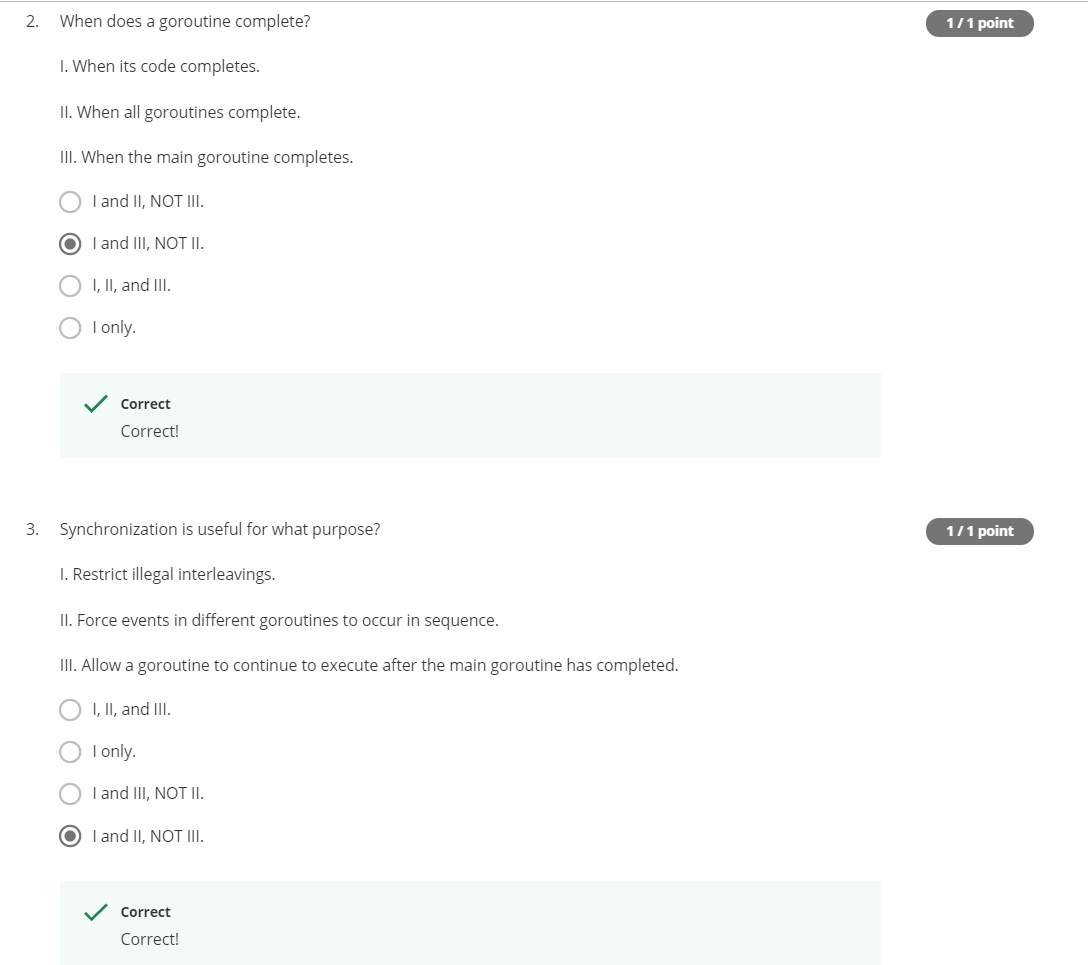 2. When does a goroutine complete?
1 / 1 point
I. When its code completes.
II. When all goroutines complete.
III. When the main goroutine completes.
I and II, NOT III.
I and III, NOT II.
I, II, and III.
I only.
Correct
Correct!
3. Synchronization is useful for what purpose?
1 / 1 point
I. Restrict illegal interleavings.
II. Force events in different goroutines to occur in sequence.
III. Allow a goroutine to continue to execute after the main goroutine has completed.
I, II, and III.
I only.
I and III, NOT II.
I and II, NOT III.
Correct
Correct!